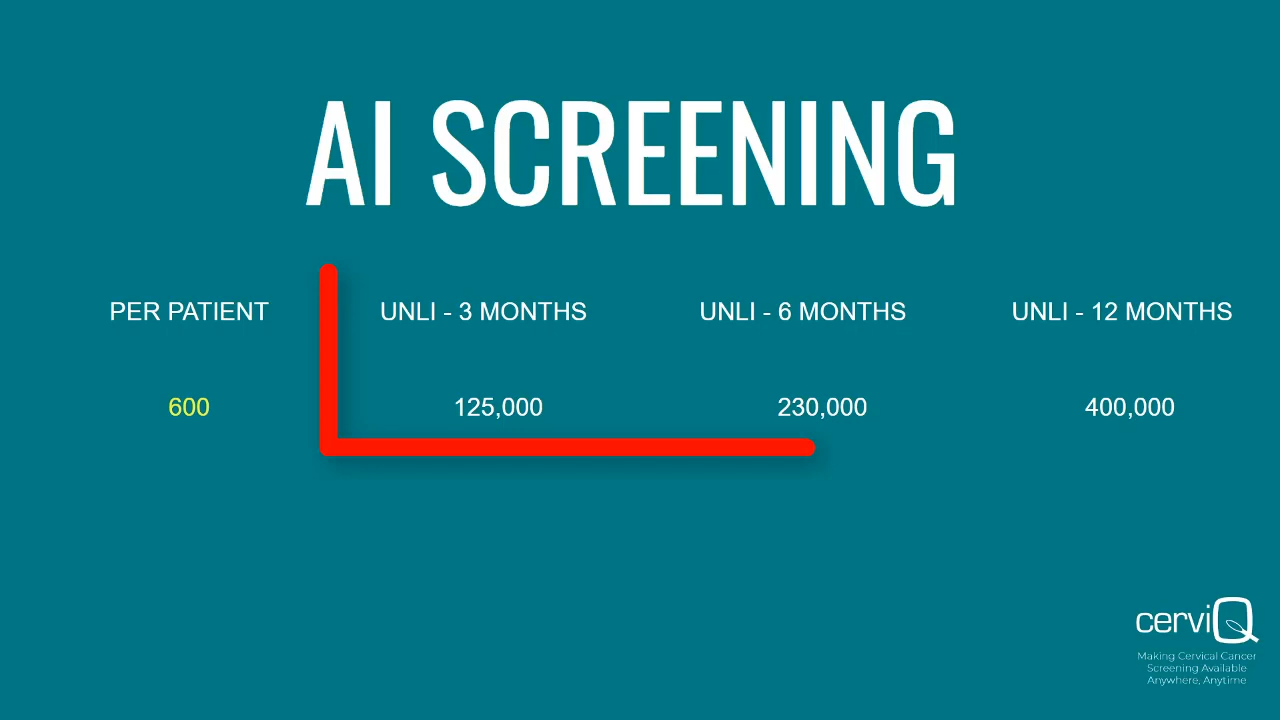 AI SCREENING
PER PATIENT
UNLI - 3 MONTHS
UNLI - 6 MONTHS
UNLI - 12 MONTHS
600
125,000
230,000
400,000
cerviQ
Making Cervical Cancer
Screening Available
Anywhere, Anytime